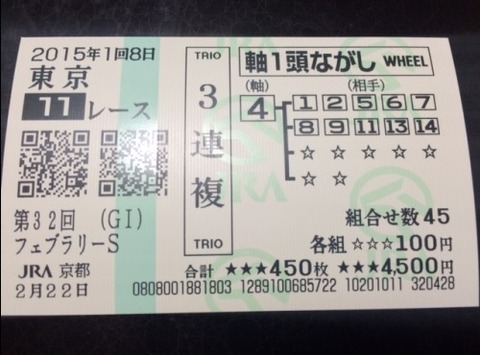 2015年1回8日
東京
11レース
第32回 (GI)
フェブラリーS
JRA 京都
2月22日
TRIO
3連複
TRIO
軸1頭ながし WHEEL
(軸) (相手)
4
1 2 5 6 7
8 9 11 13 14
☆ ☆ ☆ ☆ ☆
☆ ☆
組合せ数 45
各組 ☆☆☆100円
合計 ★★★450枚 ★★★4,500円
0808001881803 1289100685722 10201011 320428
JRA